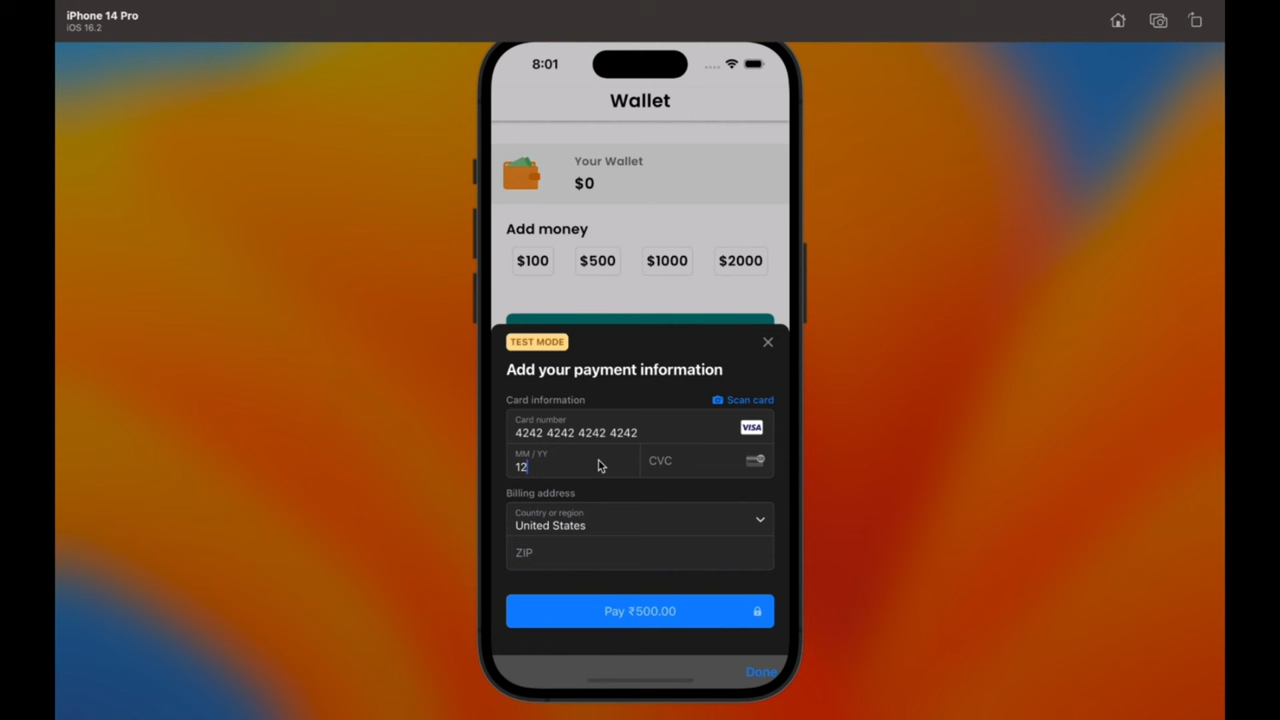 iPhone 14 Pro
iOS 16.2
8:01
Wallet
Your Wallet
$0
Add money
$100 $500 $1000 $2000
TEST MODE
Add your payment information
Card information Scan card
Card number
4242 4242 4242 4242 VISA
MM / YY
12 CVC
Billing address
Country or region
United States
ZIP
Pay ₹500.00
Done